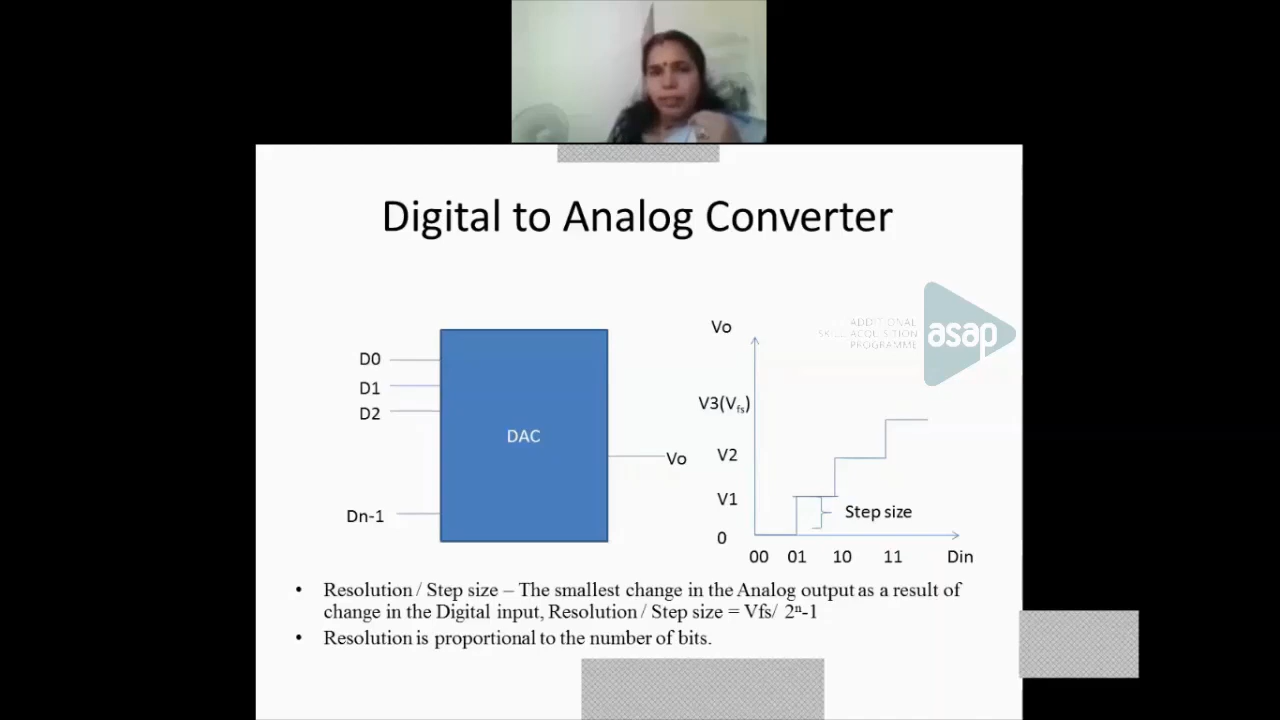 Digital to Analog Converter
ADDITIONAL
SKILL ACQUISITION
PROGRAMME
asap
D0
D1
D2
Dn-1
DAC
Vo
Vo
V3(Vfs)
V2
V1
0
Step size
00 01 10 11 Din
• Resolution / Step size – The smallest change in the Analog output as a result of
change in the Digital input, Resolution / Step size = Vfs/ 2ⁿ-1
• Resolution is proportional to the number of bits.